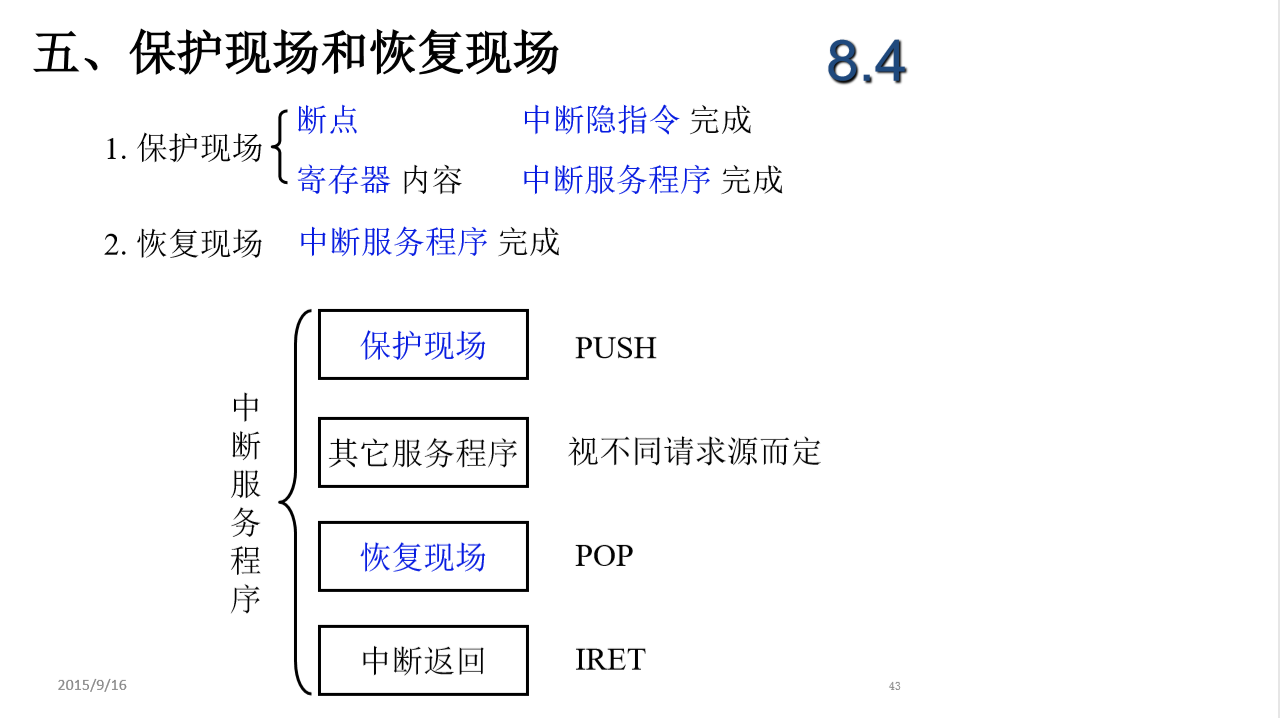 五、保护现场和恢复现场
8.4
1. 保护现场
断点 中断隐指令 完成
寄存器 内容 中断服务程序 完成
2. 恢复现场 中断服务程序 完成
中断服务程序
保护现场 PUSH
其它服务程序 视不同请求源而定
恢复现场 POP
中断返回 IRET
2015/9/16
43